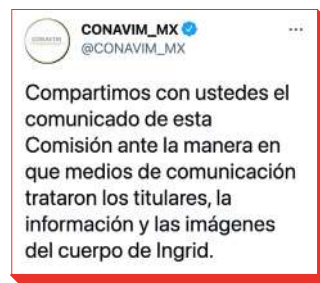 CONAVIM_MX
@CONAVIM_MX
Compartimos con ustedes el
comunicado de esta
Comisión ante la manera en
que medios de comunicación
trataron los titulares, la
información y las imágenes
del cuerpo de Ingrid.